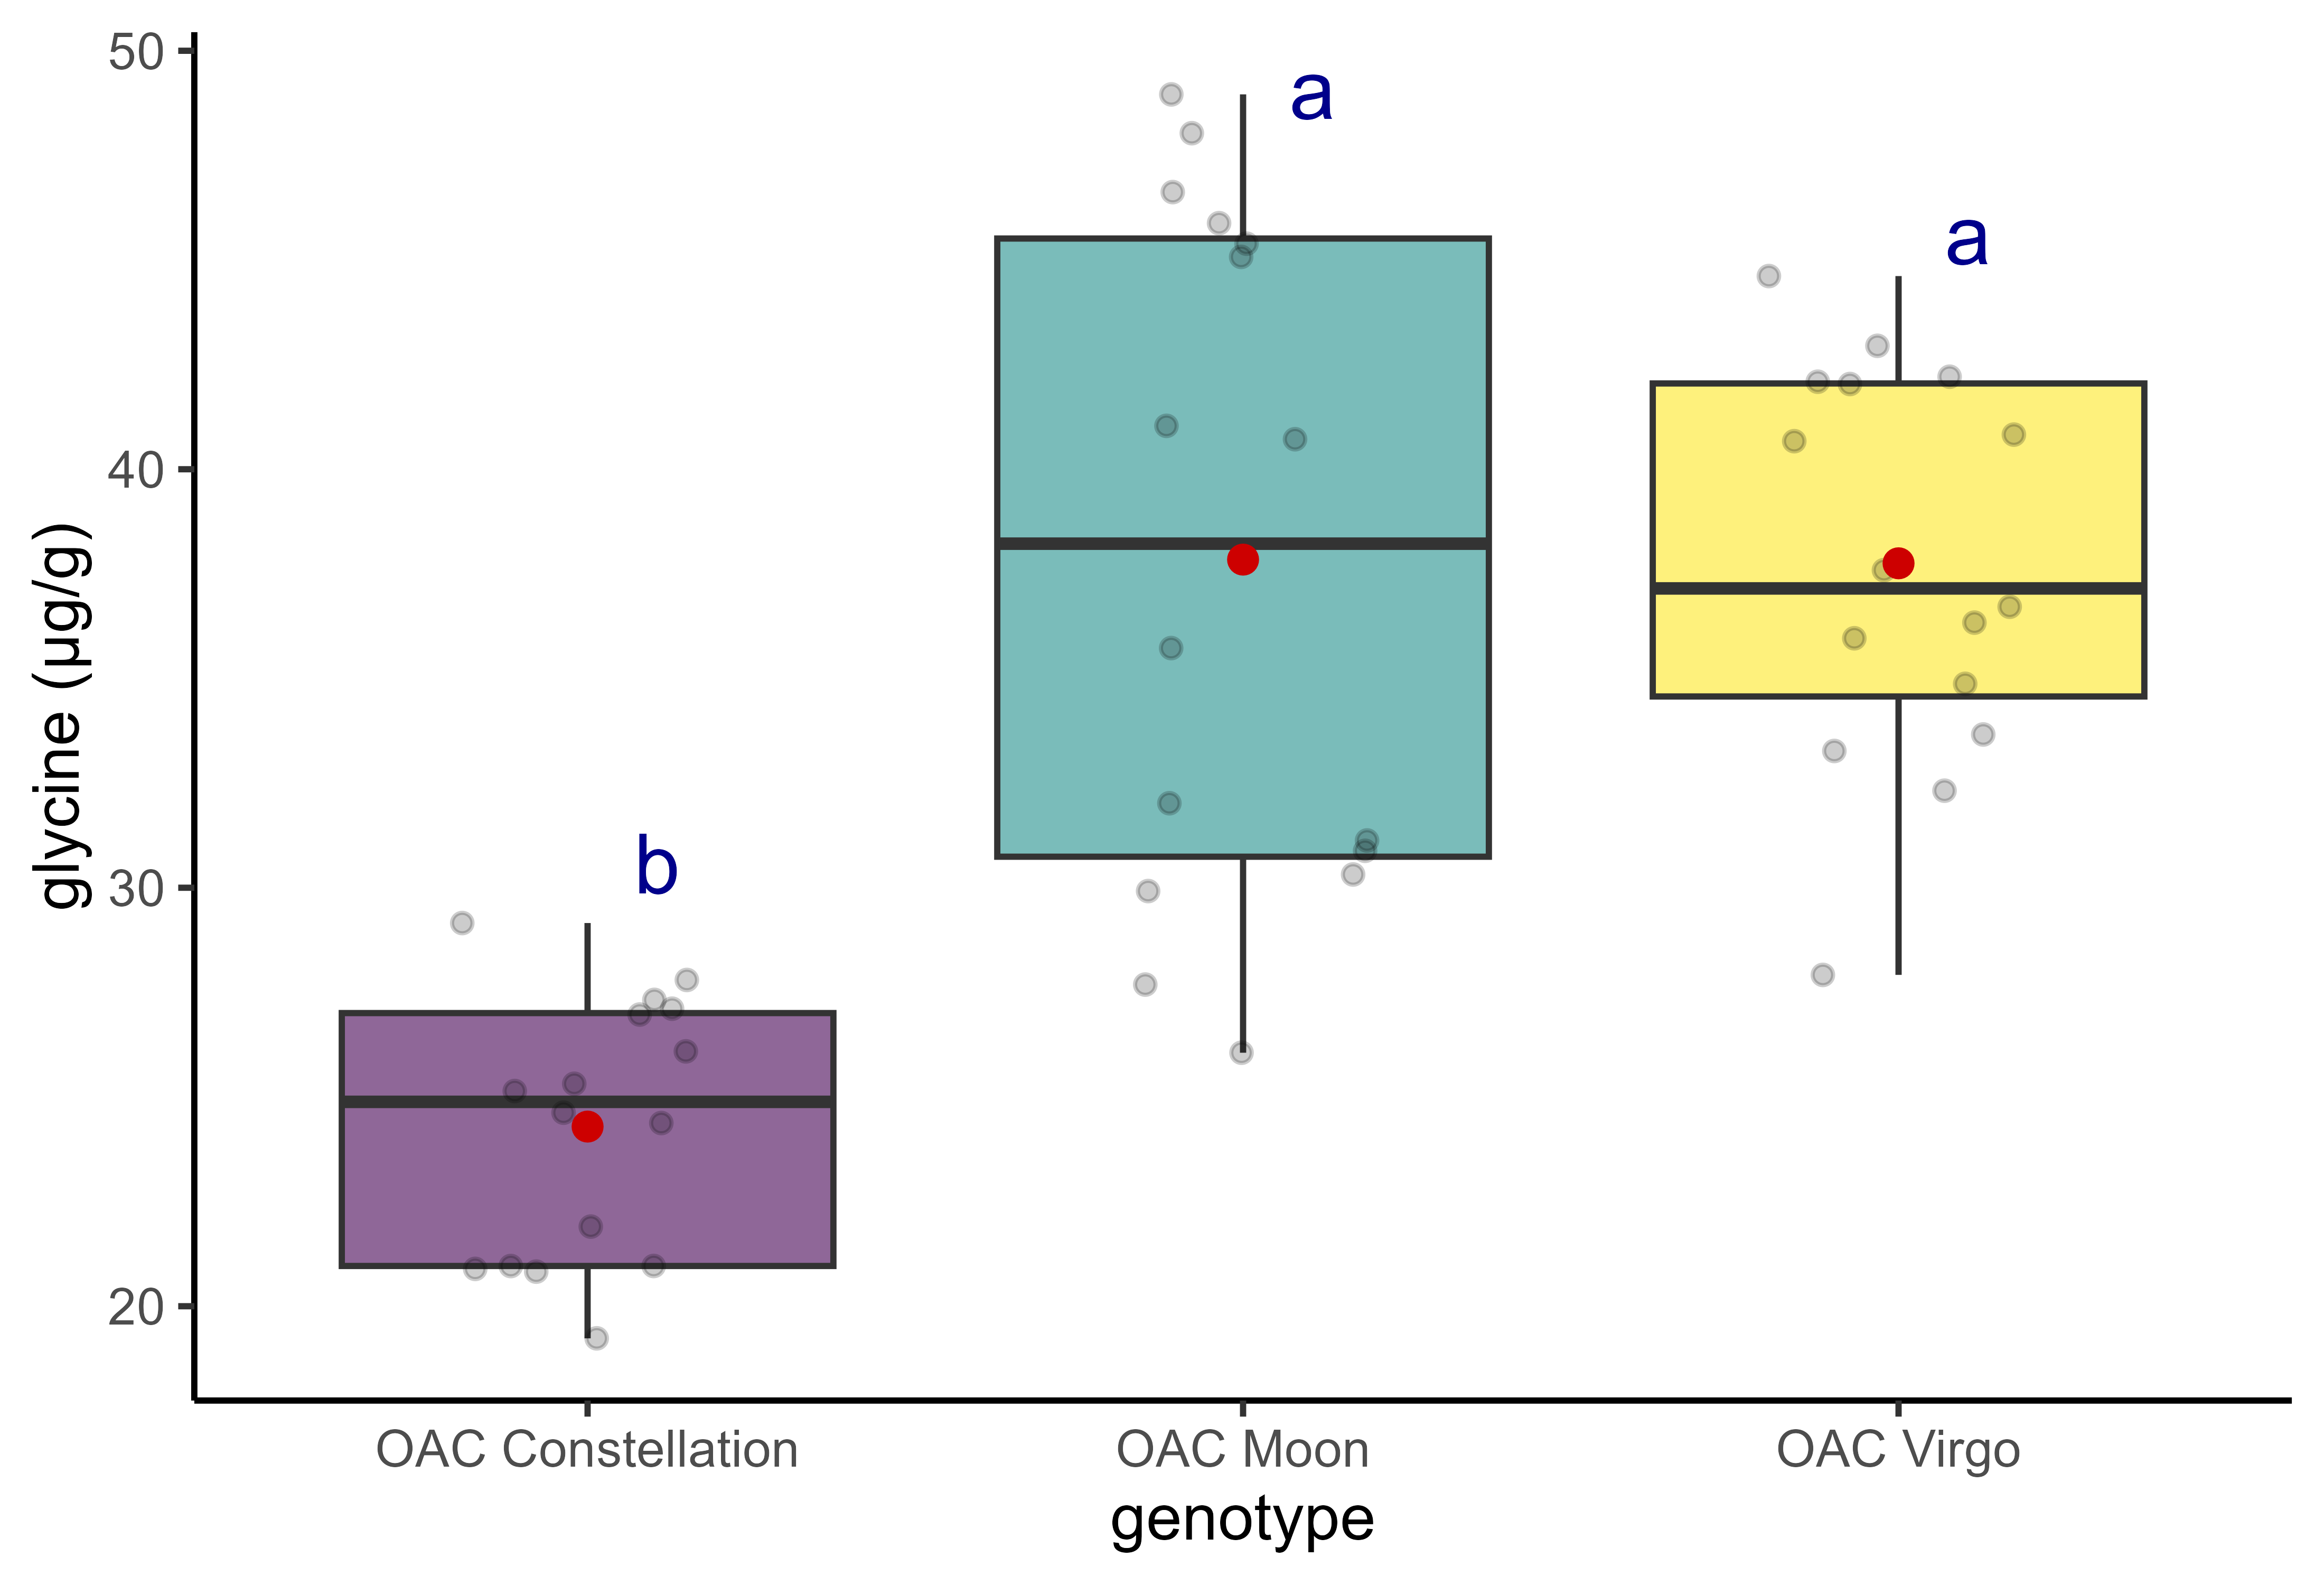 50
40
30
20
glycine (µg/g)
b
a
a
OAC Constellation
OAC Moon
OAC Virgo
genotype